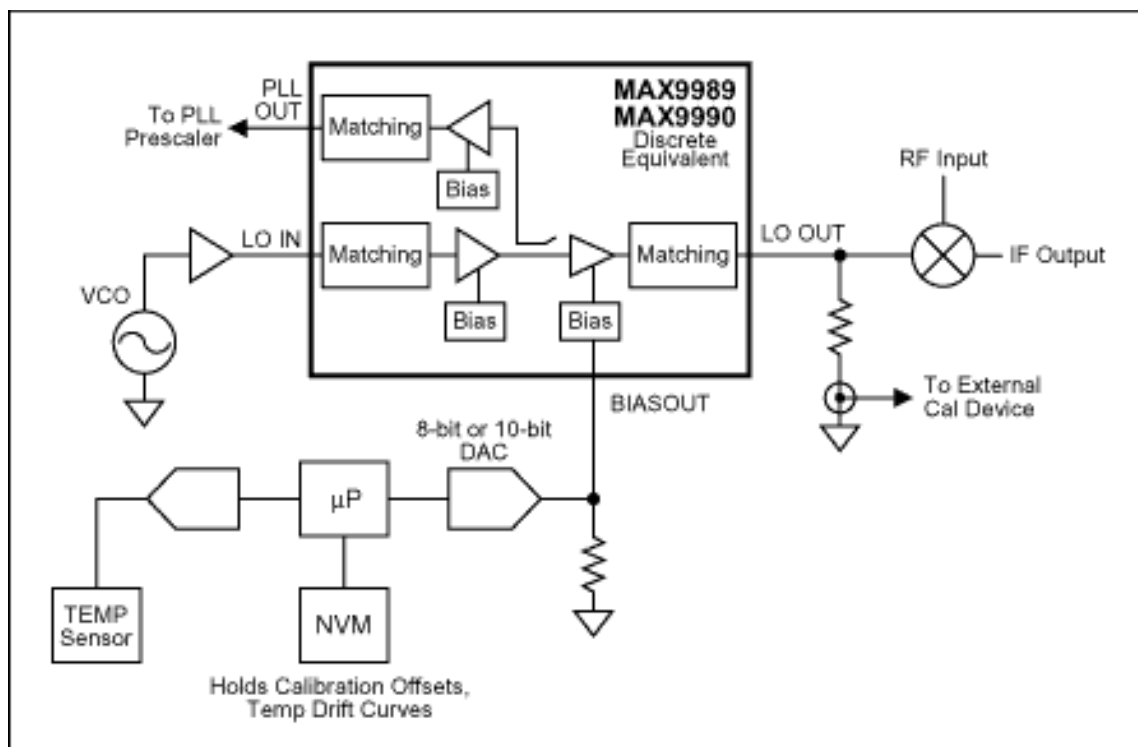 PLL
OUT
To PLL
Prescaler
Matching
MAX9989
MAX9990
Discrete
Equivalent
Bias
RF Input
LO IN
Matching
Matching
LO OUT
IF Output
VCO
Bias
Bias
BIASOUT
To External
Cal Device
8-bit or 10-bit
DAC
µP
TEMP
Sensor
NVM
Holds Calibration Offsets,
Temp Drift Curves